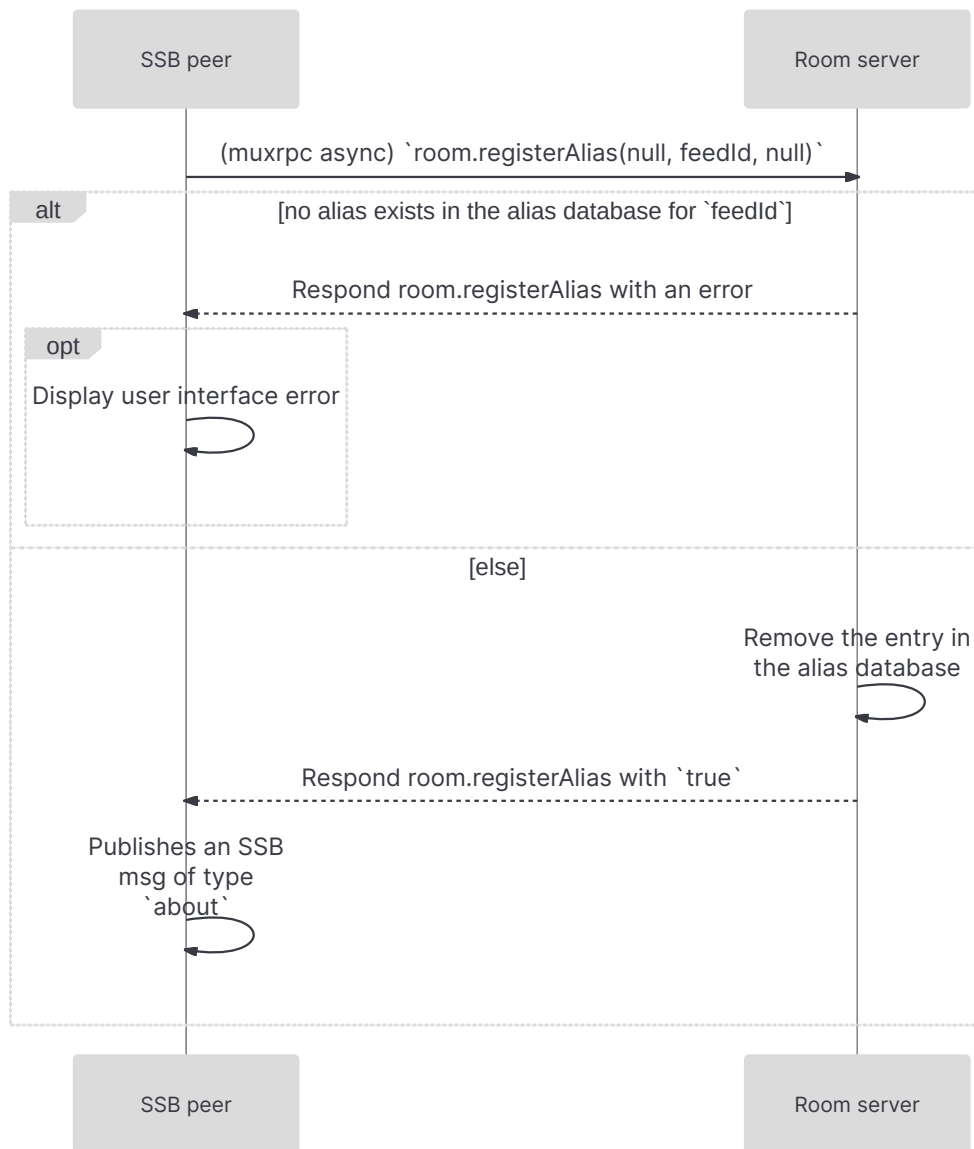 SSB peer
Room server
(muxrpc async) `room.registerAlias(null, feedId, null)`
alt
[no alias exists in the alias database for `feedId`]
Respond room.registerAlias with an error
opt
Display user interface error
[else]
Remove the entry in
the alias database
Respond room.registerAlias with `true`
Publishes an SSB
msg of type
`about`
SSB peer
Room server